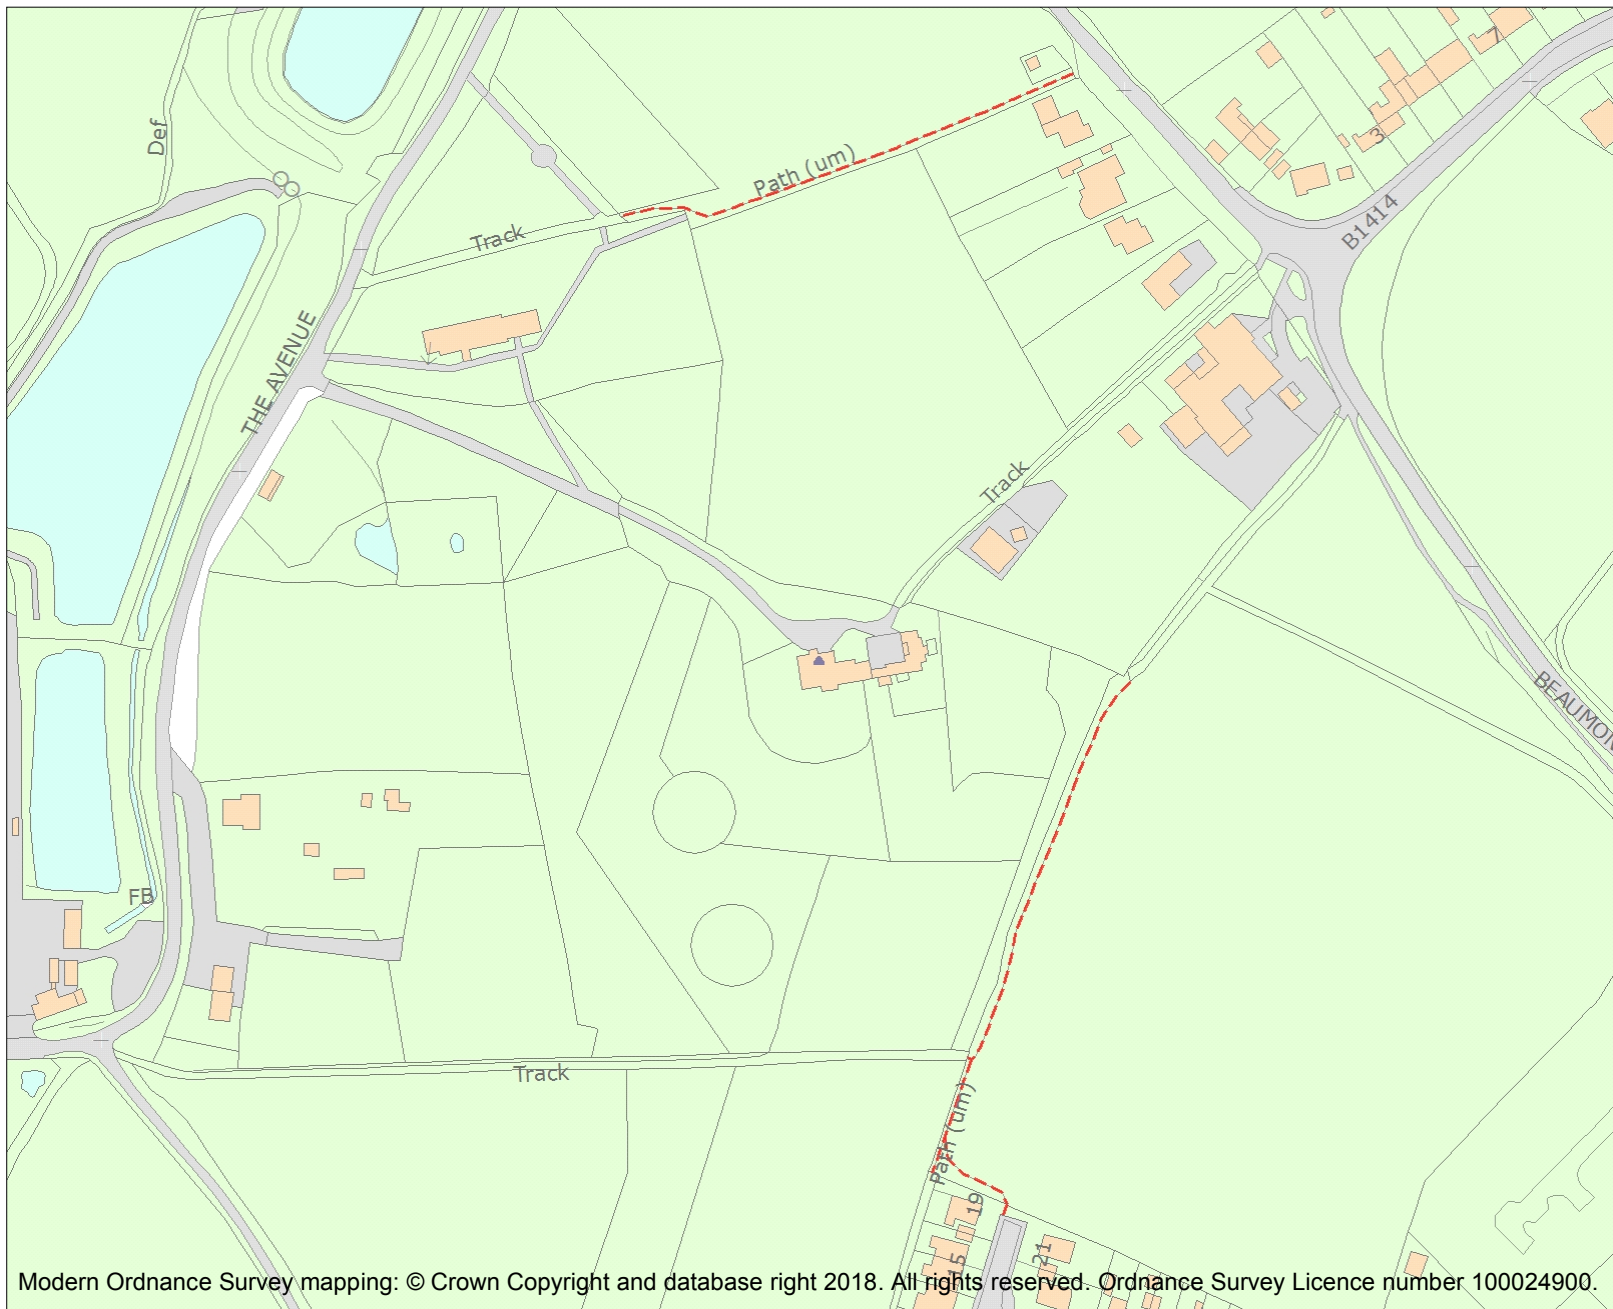 7
Def
3
Path (um)
Track
B1414
THE AVENUE
Track
BEAUMON
FB
Track
Path (um)
19
21
15
Modern Ordnance Survey mapping: © Crown Copyright and database right 2018. All rights reserved. Ordnance Survey Licence number 100024900.